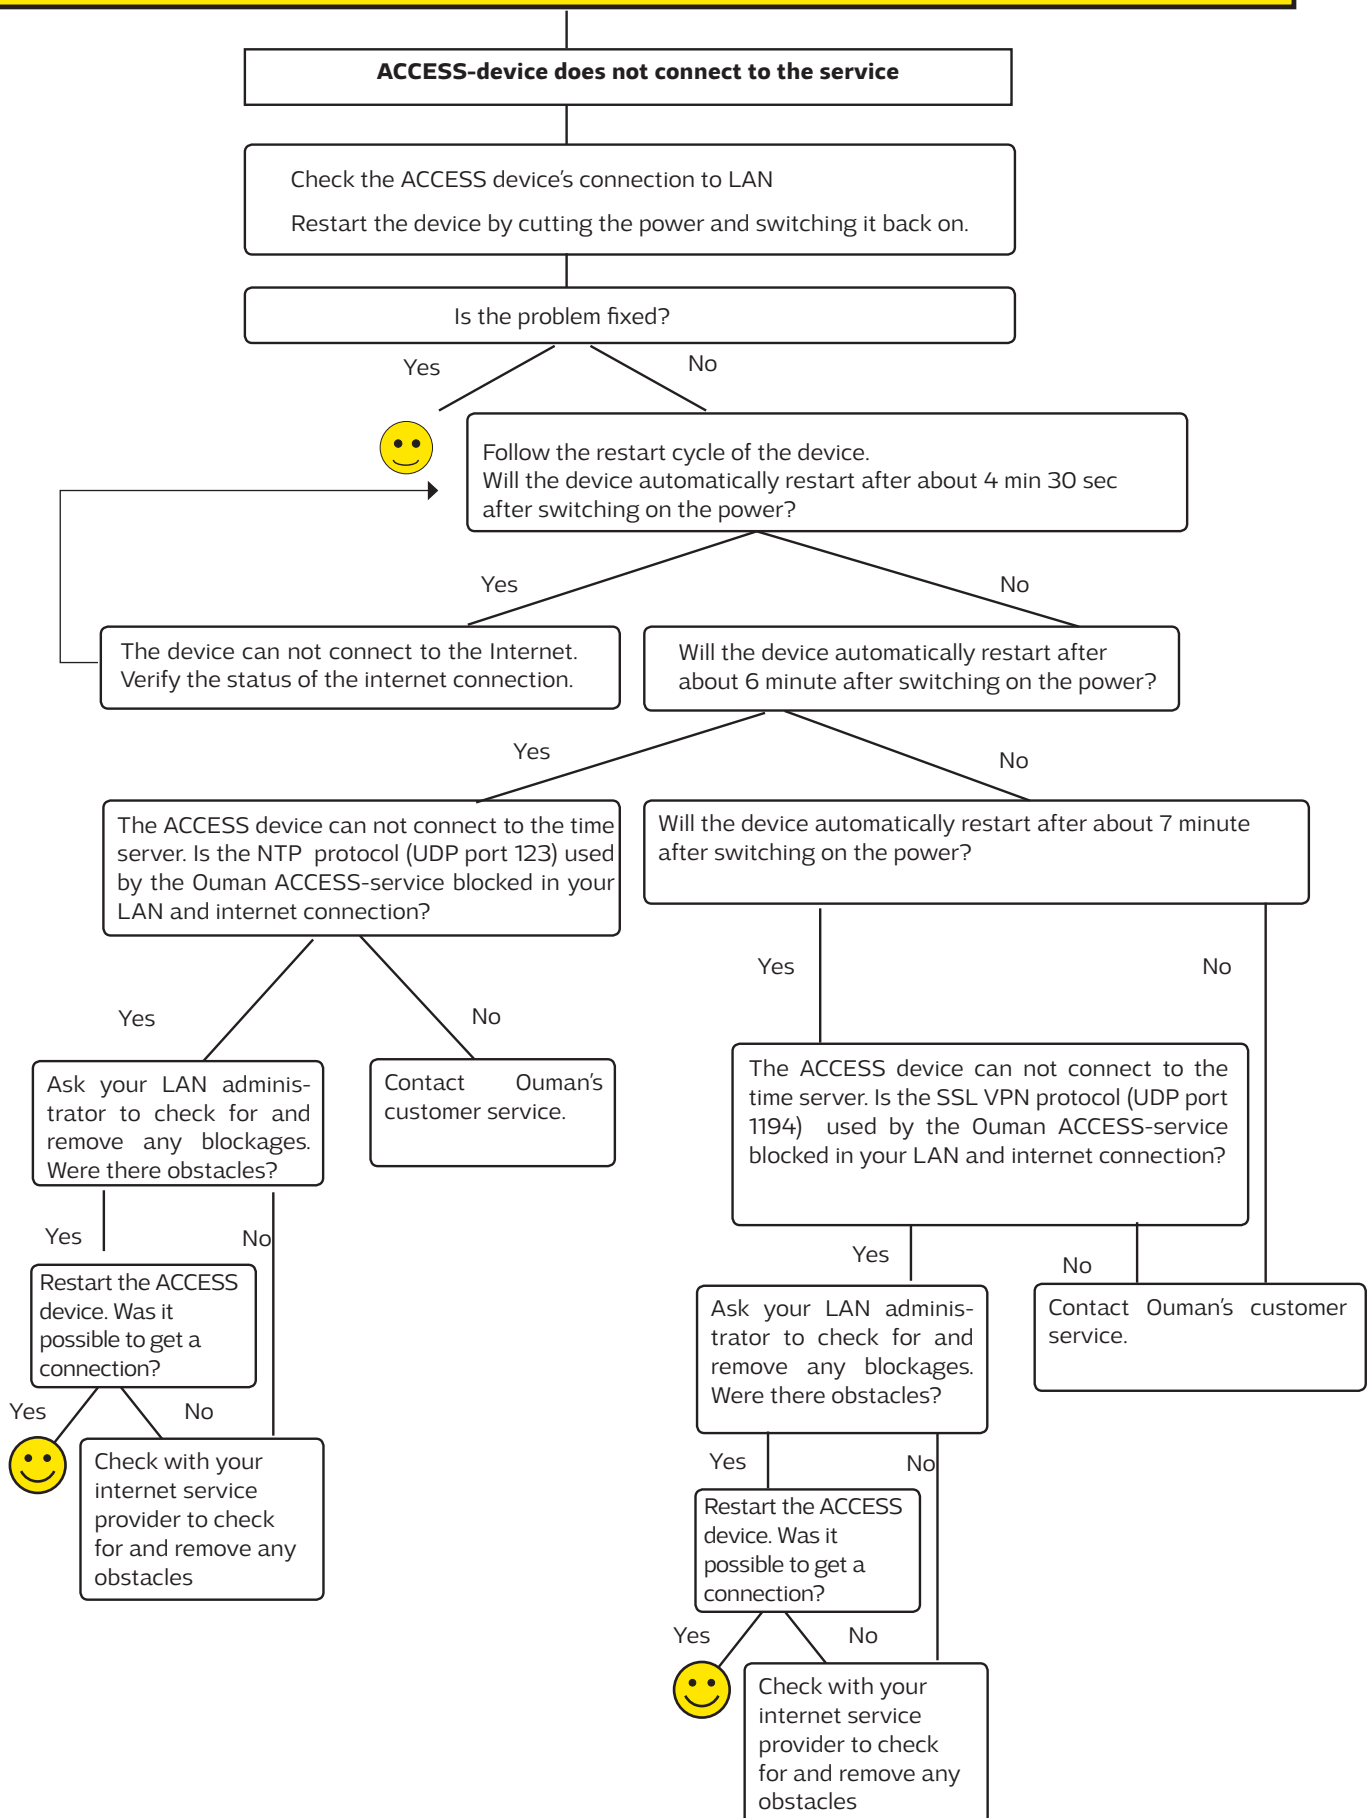 ACCESS-device does not connect to the service
Check the ACCESS device's connection to LAN
Restart the device by cutting the power and switching it back on.
Is the problem fixed?
Yes
No
Follow the restart cycle of the device.
Will the device automatically restart after about 4 min 30 sec
after switching on the power?
Yes
No
The device can not connect to the Internet.
Verify the status of the internet connection.
Will the device automatically restart after
about 6 minute after switching on the power?
Yes
No
The ACCESS device can not connect to the time
server. Is the NTP protocol (UDP port 123) used
by the Ouman ACCESS-service blocked in your
LAN and internet connection?
Will the device automatically restart after about 7 minute
after switching on the power?
Yes
No
Yes
No
Ask your LAN adminis-
trator to check for and
remove any blockages.
Were there obstacles?
Contact Ouman's
customer service.
The ACCESS device can not connect to the
time server. Is the SSL VPN protocol (UDP port
1194) used by the Ouman ACCESS-service
blocked in your LAN and internet connection?
Yes
No
Restart the ACCESS
device. Was it
possible to get a
connection?
Yes
No
Check with your
internet service
provider to check
for and remove any
obstacles
Yes
No
Ask your LAN adminis-
trator to check for and
remove any blockages.
Were there obstacles?
Contact Ouman's customer
service.
Yes
No
Restart the ACCESS
device. Was it
possible to get a
connection?
Yes
No
Check with your
internet service
provider to check
for and remove any
obstacles